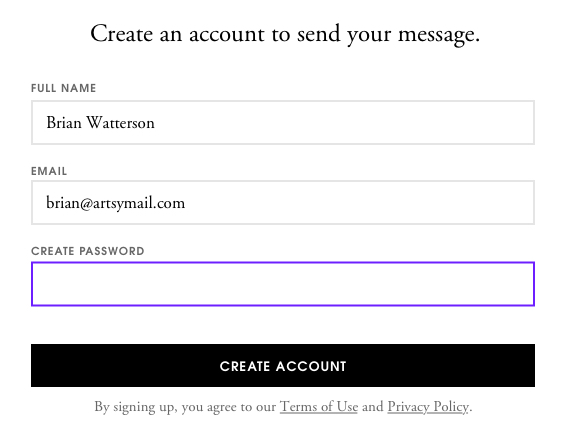 Create an account to send your message.
FULL NAME
Brian Watterson
EMAIL
brian@artsymail.com
CREATE PASSWORD
CREATE ACCOUNT
By signing up, you agree to our Terms of Use and Privacy Policy.